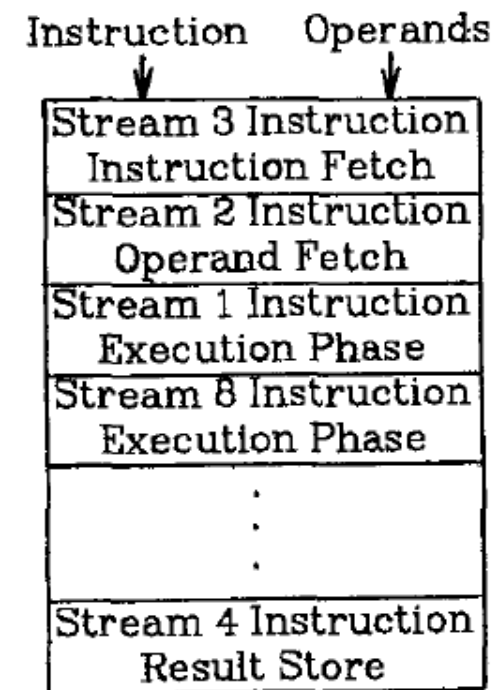 Instruction Operands
Stream 3 Instruction
Instruction Fetch
Stream 2 Instruction
Operand Fetch
Stream 1 Instruction
Execution Phase
Stream 8 Instruction
Execution Phase
.
.
.
Stream 4 Instruction
Result Store